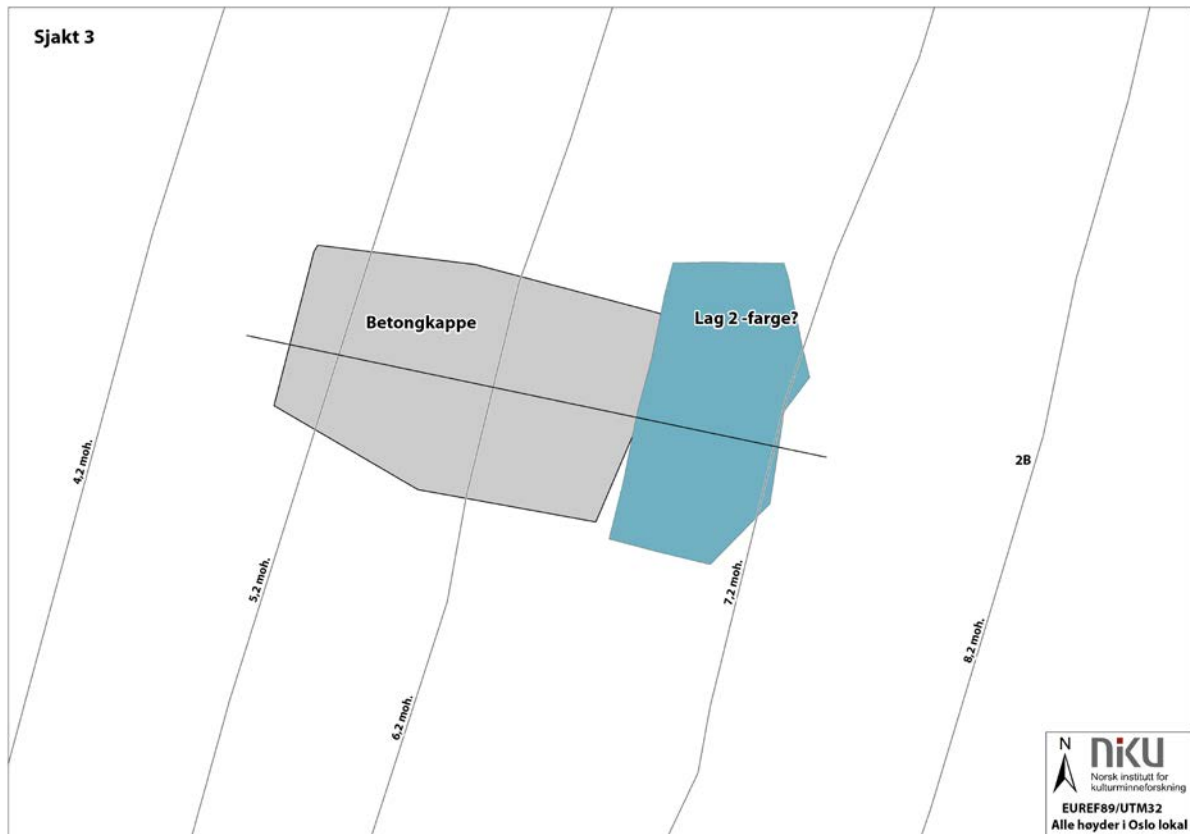 Sjakt 3
Betongkappe
Lag 2 -farge?
4,2 moh.
2B
5,2 moh.
7,2 moh.
8,2 moh.
6,2 moh.
N
NIKU
Norsk institutt for
kulturminneforskning
EUREF89/UTM32
Alle høyder i Oslo lokal